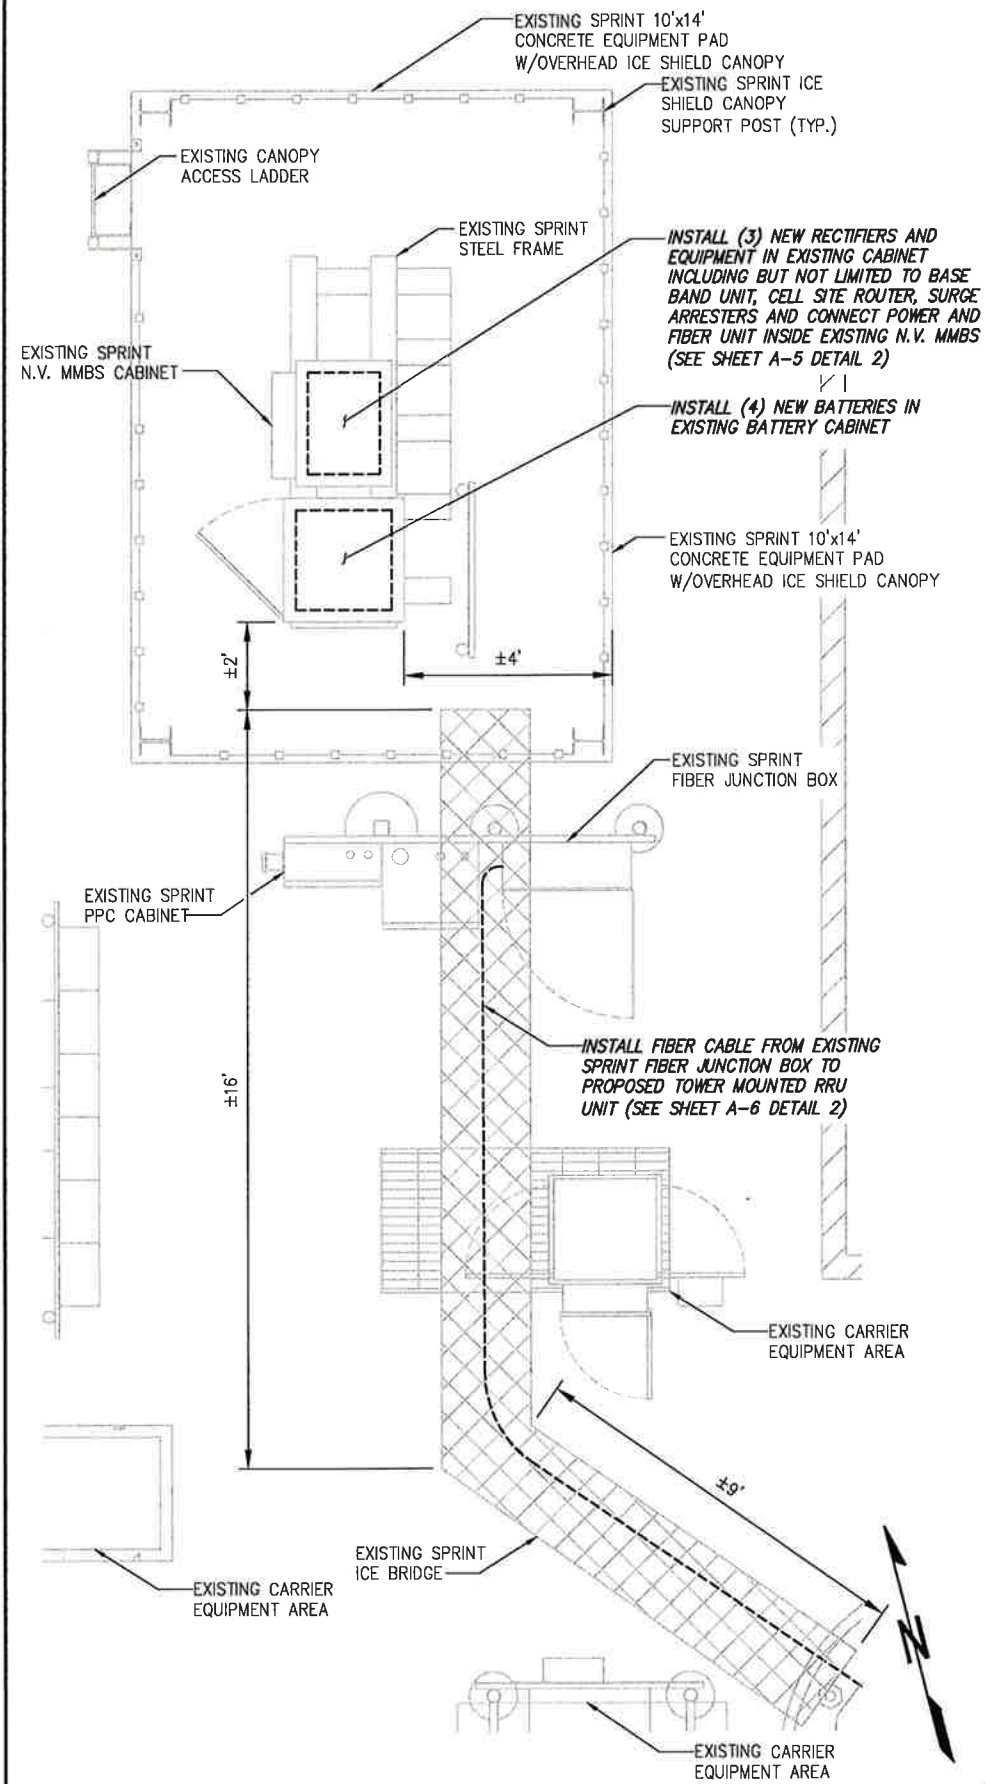 EXISTING SPRINT 10'x14'
CONCRETE EQUIPMENT PAD
W/OVERHEAD ICE SHIELD CANOPY
EXISTING SPRINT ICE
SHIELD CANOPY
SUPPORT POST (TYP.)
EXISTING CANOPY
ACCESS LADDER
EXISTING SPRINT
STEEL FRAME
INSTALL (3) NEW RECTIFIERS AND
EQUIPMENT IN EXISTING CABINET
INCLUDING BUT NOT LIMITED TO BASE
BAND UNIT, CELL SITE ROUTER, SURGE
ARRESTERS AND CONNECT POWER AND
FIBER UNIT INSIDE EXISTING N.V. MMBS
(SEE SHEET A-5 DETAIL 2)
EXISTING SPRINT
N.V. MMBS CABINET
INSTALL (4) NEW BATTERIES IN
EXISTING BATTERY CABINET
EXISTING SPRINT 10'x14'
CONCRETE EQUIPMENT PAD
W/OVERHEAD ICE SHIELD CANOPY
±2'
±4'
EXISTING SPRINT
FIBER JUNCTION BOX
EXISTING SPRINT
PPC CABINET
±16'
INSTALL FIBER CABLE FROM EXISTING
SPRINT FIBER JUNCTION BOX TO
PROPOSED TOWER MOUNTED RRU
UNIT (SEE SHEET A-6 DETAIL 2)
EXISTING CARRIER
EQUIPMENT AREA
±9'
EXISTING SPRINT
ICE BRIDGE
EXISTING CARRIER
EQUIPMENT AREA
N
EXISTING CARRIER
EQUIPMENT AREA